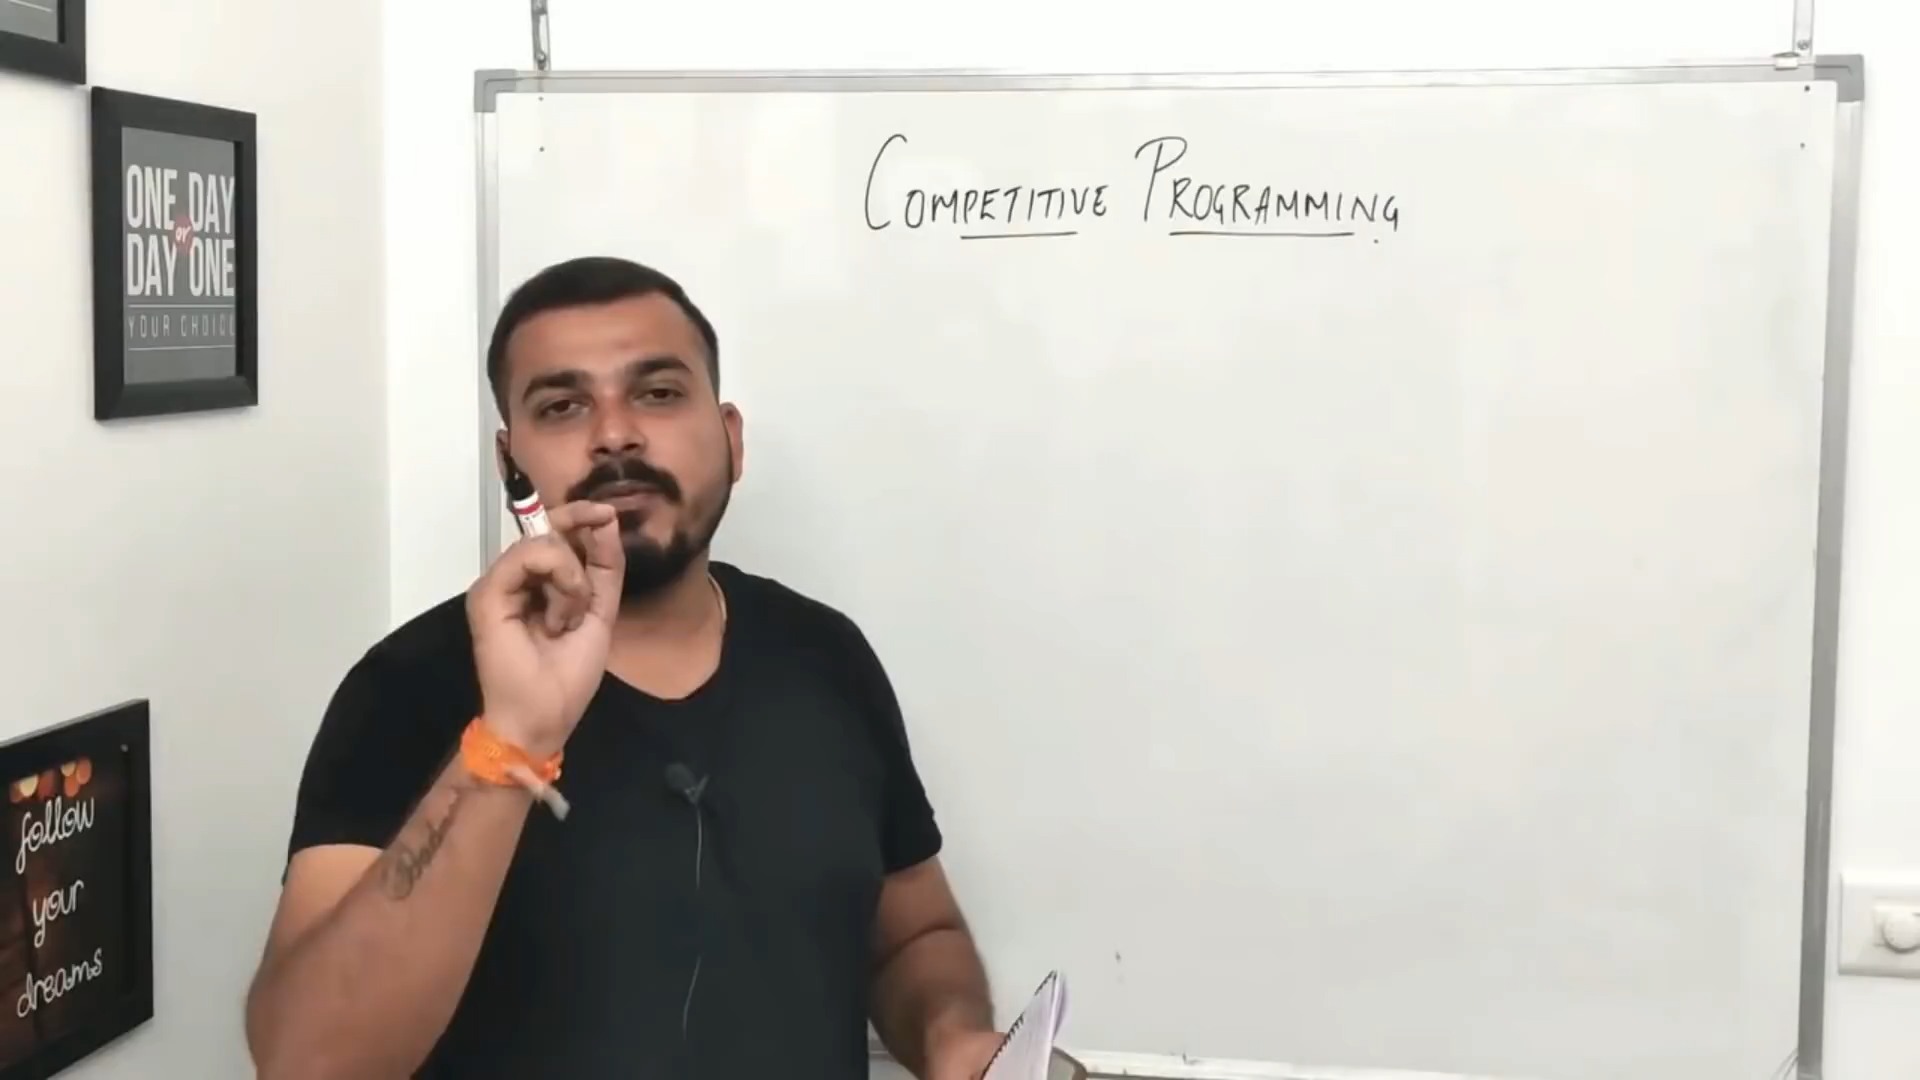 COMPETITIVE PROGRAMMING
ONE DAY
or
DAY ONE
YOUR CHOICE
follow
your
dreams